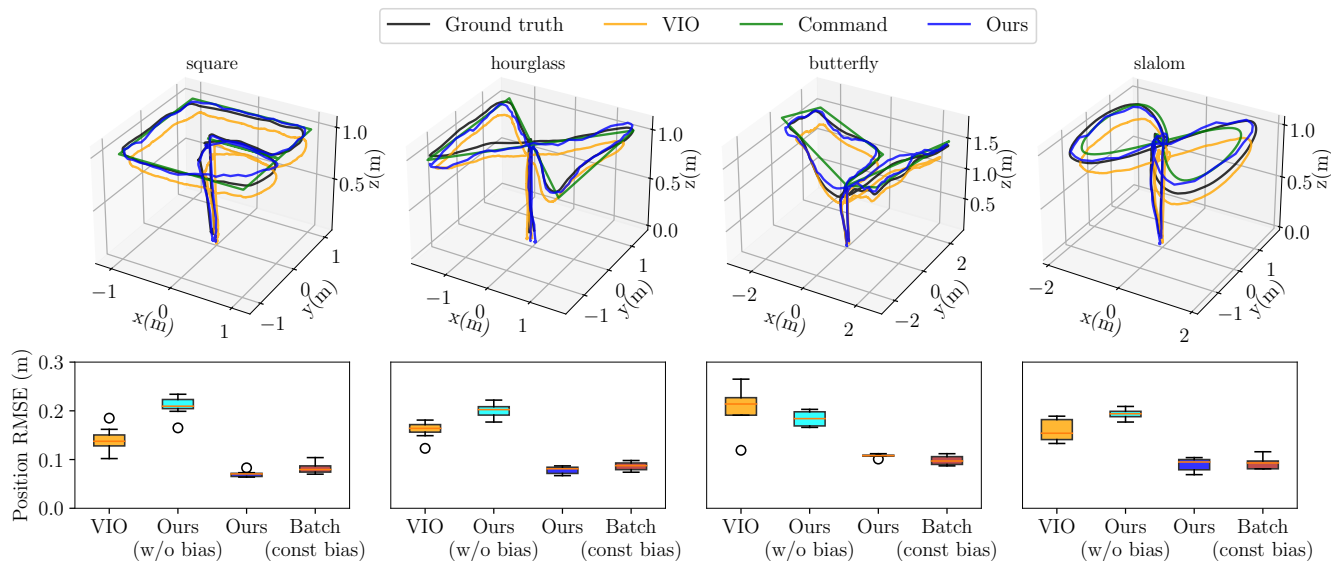 Ground truth VIO Command Ours
square hourglass butterfly slalom
1.0
0.5
z(m)
−1 0 1
x(m)
−1 0 1
y(m)
1.0
0.5
0.0
z(m)
−1 0 1
x(m)
−1 0 1
y(m)
1.5
1.0
0.5
z(m)
−2 0 2
x(m)
−2 0 2
y(m)
1.0
0.5
0.0
z(m)
−2 0 2
x(m)
−1 0 1
y(m)
Position RMSE (m)
0.3
0.2
0.1
0.0
VIO Ours Ours Batch VIO Ours Ours Batch VIO Ours Ours Batch VIO Ours Ours Batch
(w/o bias) (const bias) (w/o bias) (const bias) (w/o bias) (const bias) (w/o bias) (const bias)